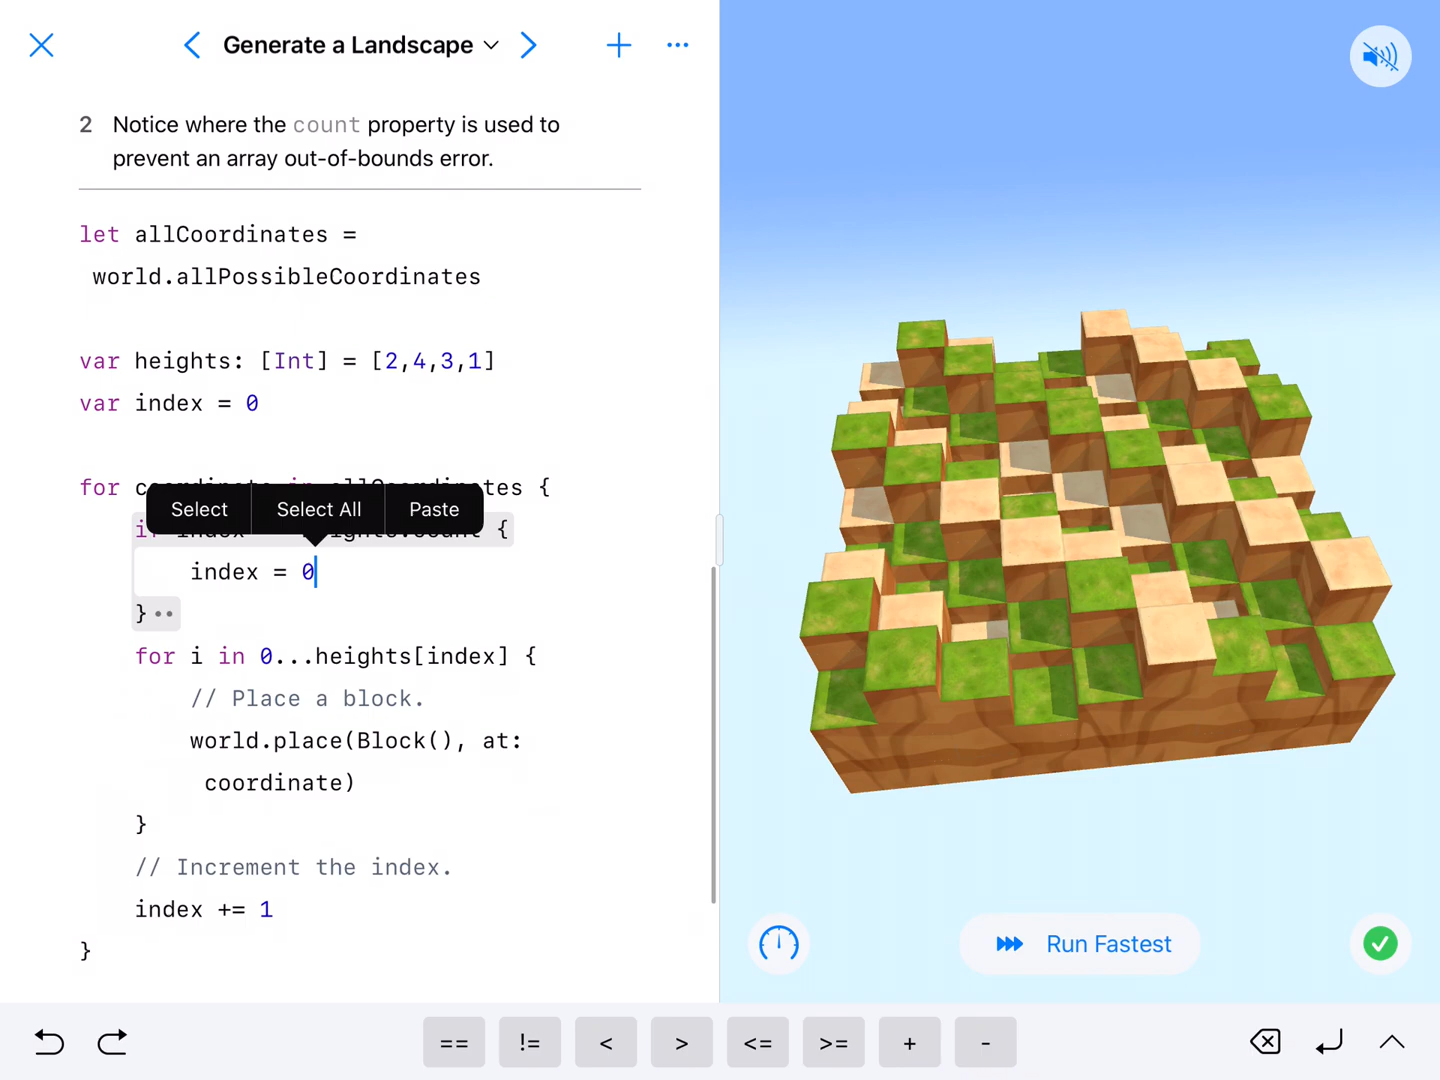 Generate a Landscape
2 Notice where the count property is used to
prevent an array out-of-bounds error.
let allCoordinates =
world.allPossibleCoordinates
var heights: [Int] = [2,4,3,1]
var index = 0
for in {
Select Select All Paste
{
index = 0
}
for i in 0...heights[index] {
// Place a block.
world.place(Block(), at:
coordinate)
}
// Increment the index.
index += 1
}
Run Fastest
== != < > <= >= + -